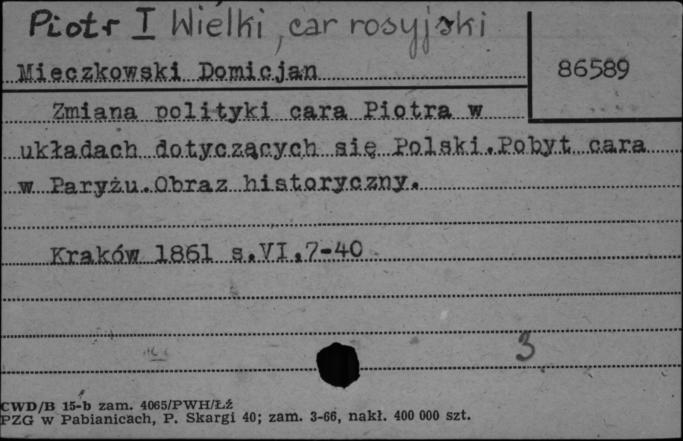 Piotr I Wielki, car rosyjski
Mieczkowski Domicjan
86589
Zmiana polityki cara Piotra w
układach dotyczących się Polski.Pobyt cara
w Paryżu.Obraz historyczny.
Kraków 1861 s.VI,7-40
3
CWD/B 15-b zam. 4065/PWH/Łż
PZG w Pabianicach, P. Skargi 40; zam. 3-66, nakł. 400 000 szt.